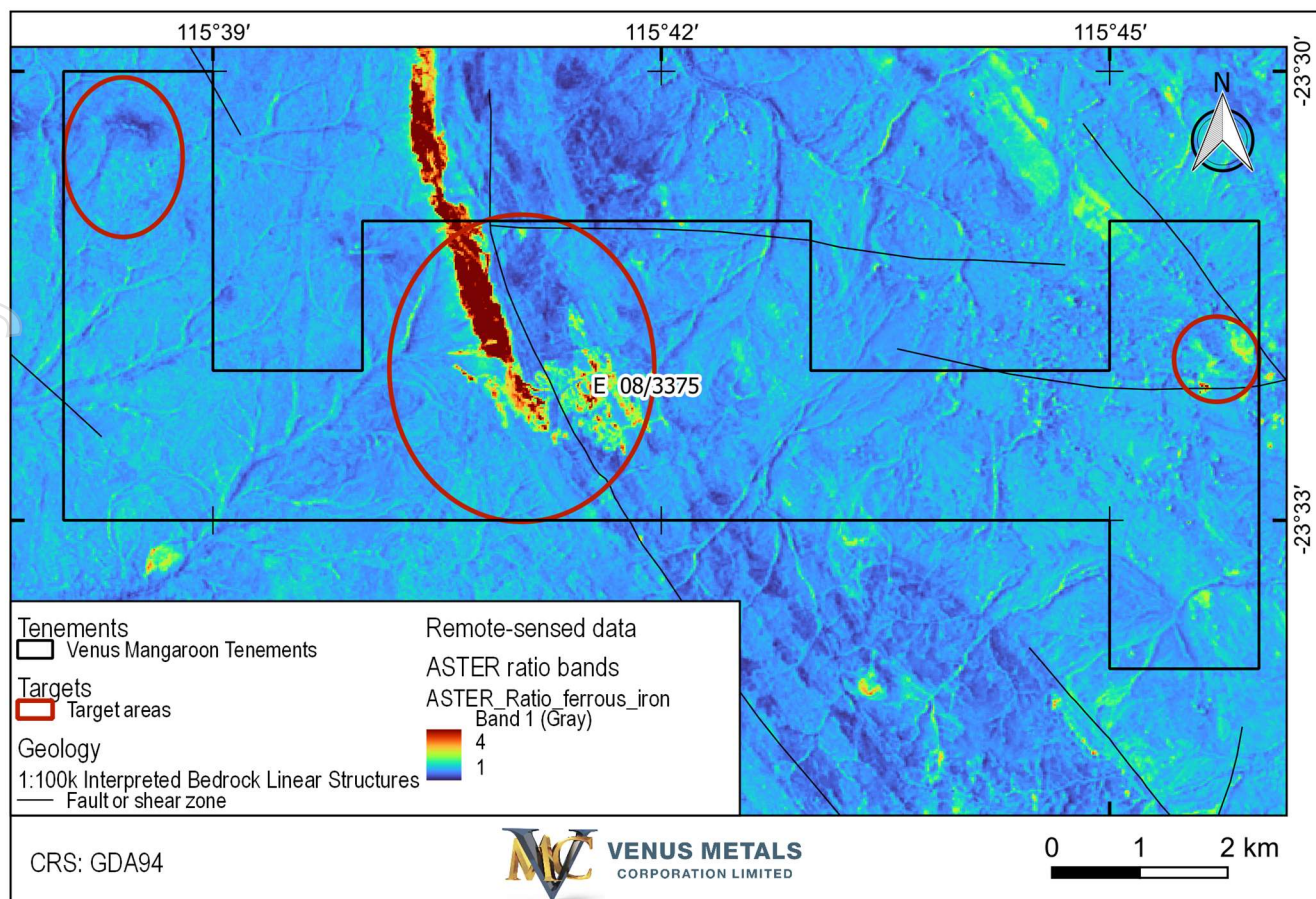 115°39′ 115°42′ 115°45′
-23°30′
N
E 08/3375
-23°33′
Tenements
Venus Mangaroon Tenements
Targets
Target areas
Geology
1:100k Interpreted Bedrock Linear Structures
Fault or shear zone
Remote-sensed data
ASTER ratio bands
ASTER_Ratio_ferrous_iron
Band 1 (Gray)
4
1
CRS: GDA94
VMC
VENUS METALS
CORPORATION LIMITED
0 1 2 km